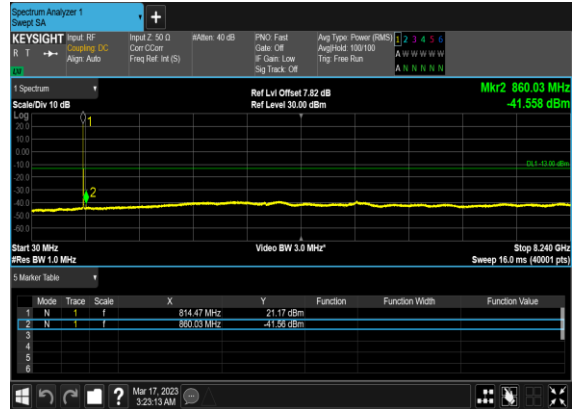 Spectrum Analyzer 1
Swept SA
+
KEYSIGHT
R T
Input: RF
Coupling: DC
Align: Auto
Input Z: 50 Ω
Corr CCorr
Freq Ref: Int (S)
#Atten: 40 dB
PNO: Fast
Gate: Off
IF Gain: Low
Sig Track: Off
Avg Type: Power (RMS)
Avg|Hold: 100/100
Trig: Free Run
1 2 3 4 5 6
A W W W W W
A N N N N N
1 Spectrum
Scale/Div 10 dB
Ref Lvl Offset 7.82 dB
Ref Level 30.00 dBm
Mkr2 860.03 MHz
-41.558 dBm
Log
20.0
10.0
0.00
-10.0
-20.0
-30.0
-40.0
-50.0
-60.0
1
2
DL1 -13.00 dBm
Start 30 MHz
#Res BW 1.0 MHz
Video BW 3.0 MHz*
Stop 8.240 GHz
Sweep 16.0 ms (40001 pts)
5 Marker Table
Mode Trace Scale X Y Function Function Width Function Value
1 N 1 f 814.47 MHz 21.17 dBm
2 N 1 f 860.03 MHz -41.56 dBm
3
4
5
6
?
Mar 17, 2023
3:23:13 AM